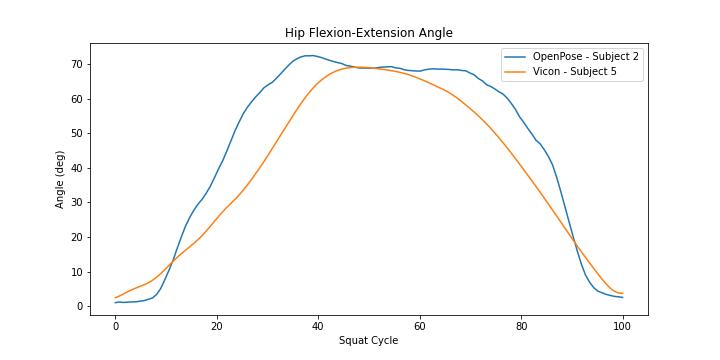 Hip Flexion-Extension Angle
OpenPose - Subject 2
Vicon - Subject 5
Angle (deg)
70
60
50
40
30
20
10
0
0 20 40 60 80 100
Squat Cycle